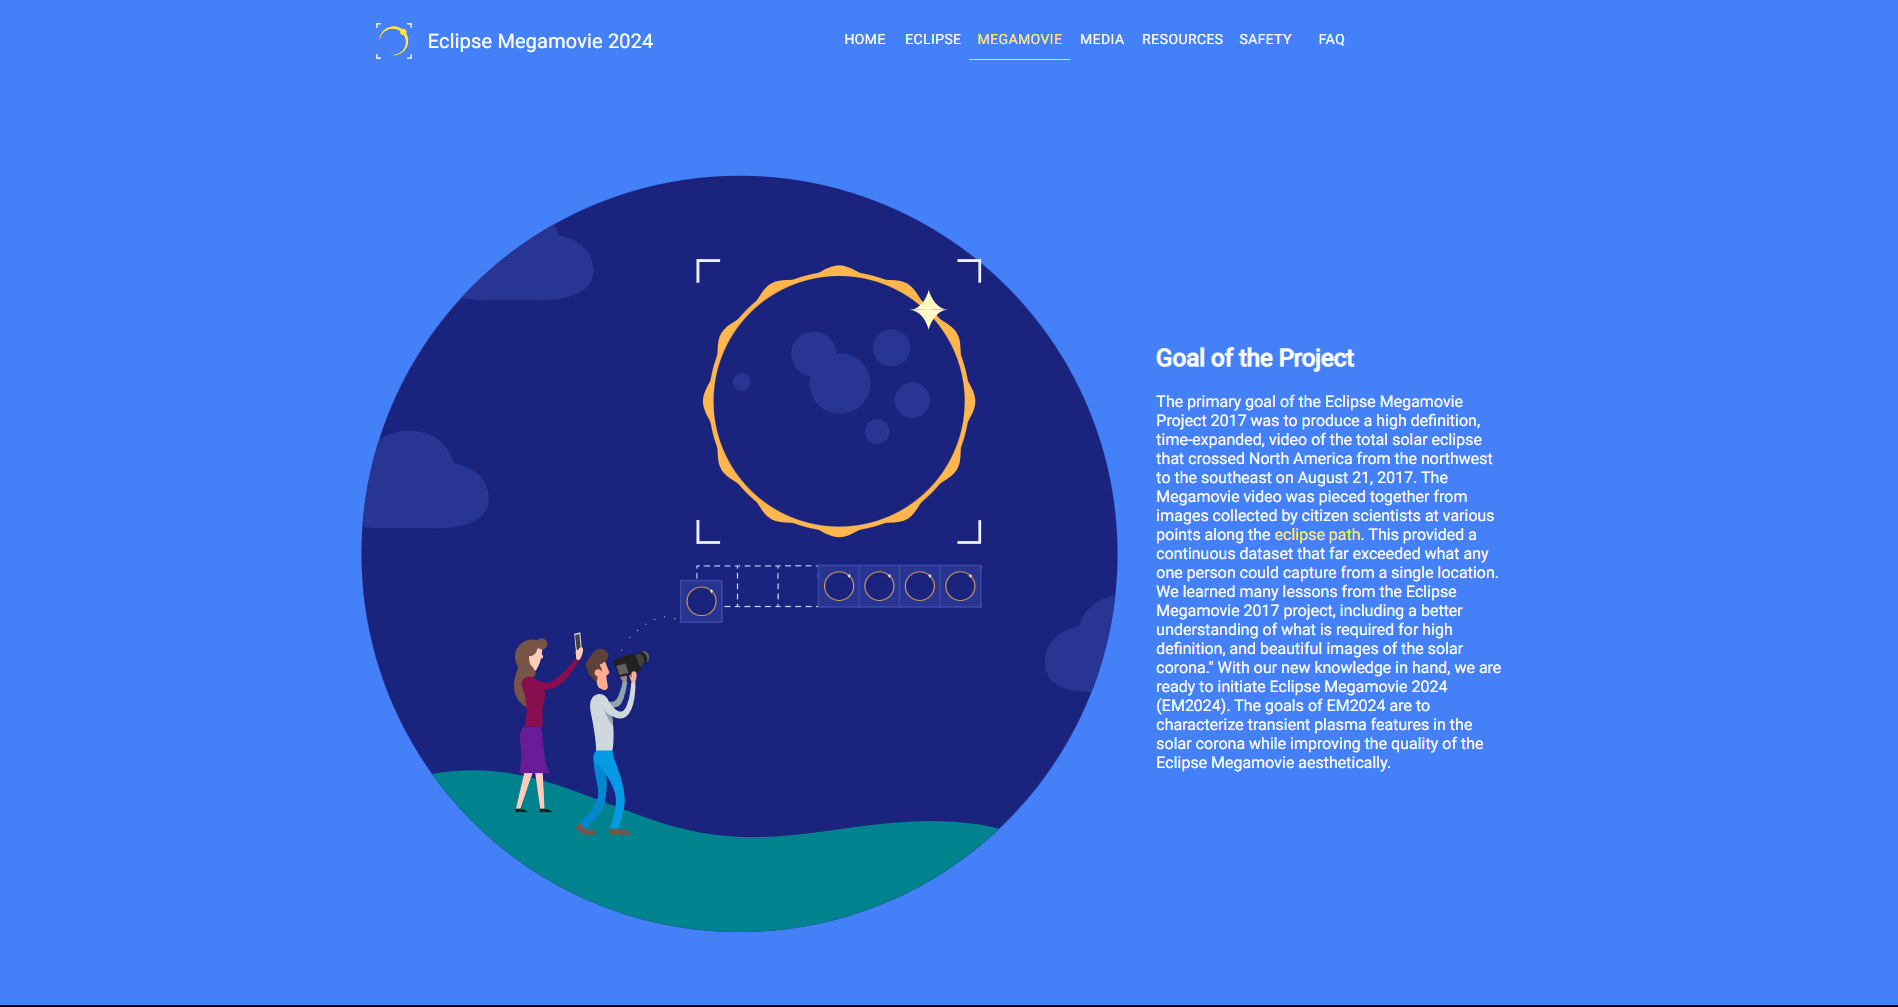 Eclipse Megamovie 2024
HOME ECLIPSE MEGAMOVIE MEDIA RESOURCES SAFETY FAQ
Goal of the Project
The primary goal of the Eclipse Megamovie
Project 2017 was to produce a high definition,
time-expanded, video of the total solar eclipse
that crossed North America from the northwest
to the southeast on August 21, 2017. The
Megamovie video was pieced together from
images collected by citizen scientists at various
points along the eclipse path. This provided a
continuous dataset that far exceeded what any
one person could capture from a single location.
We learned many lessons from the Eclipse
Megamovie 2017 project, including a better
understanding of what is required for high
definition, and beautiful images of the solar
corona." With our new knowledge in hand, we are
ready to initiate Eclipse Megamovie 2024
(EM2024). The goals of EM2024 are to
characterize transient plasma features in the
solar corona while improving the quality of the
Eclipse Megamovie aesthetically.